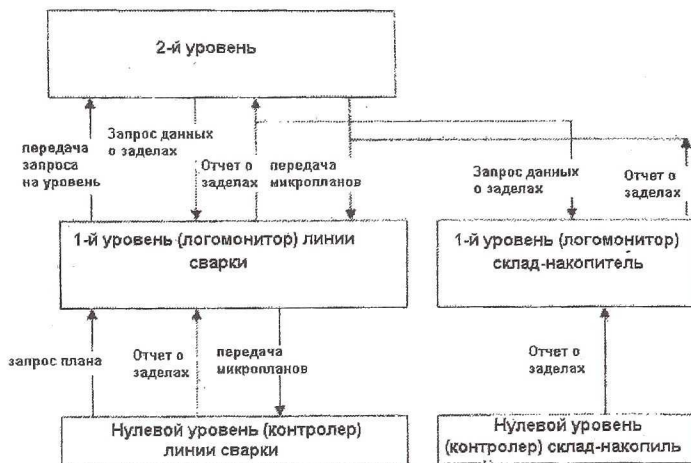 2-й уровень
передача
запроса
на уровень
Запрос данных
о заделах
Отчет о
заделах
передача
микропланов
Запрос данных
о заделах
Отчет о
заделах
1-й уровень (логомонитор) линии
сварки
1-й уровень (логомонитор)
склад-накопитель
запрос плана
Отчет о
заделах
передача
микропланов
Отчет о
заделах
Нулевой уровень (контролер)
линии сварки
Нулевой уровень
(контролер) склад-накопиль